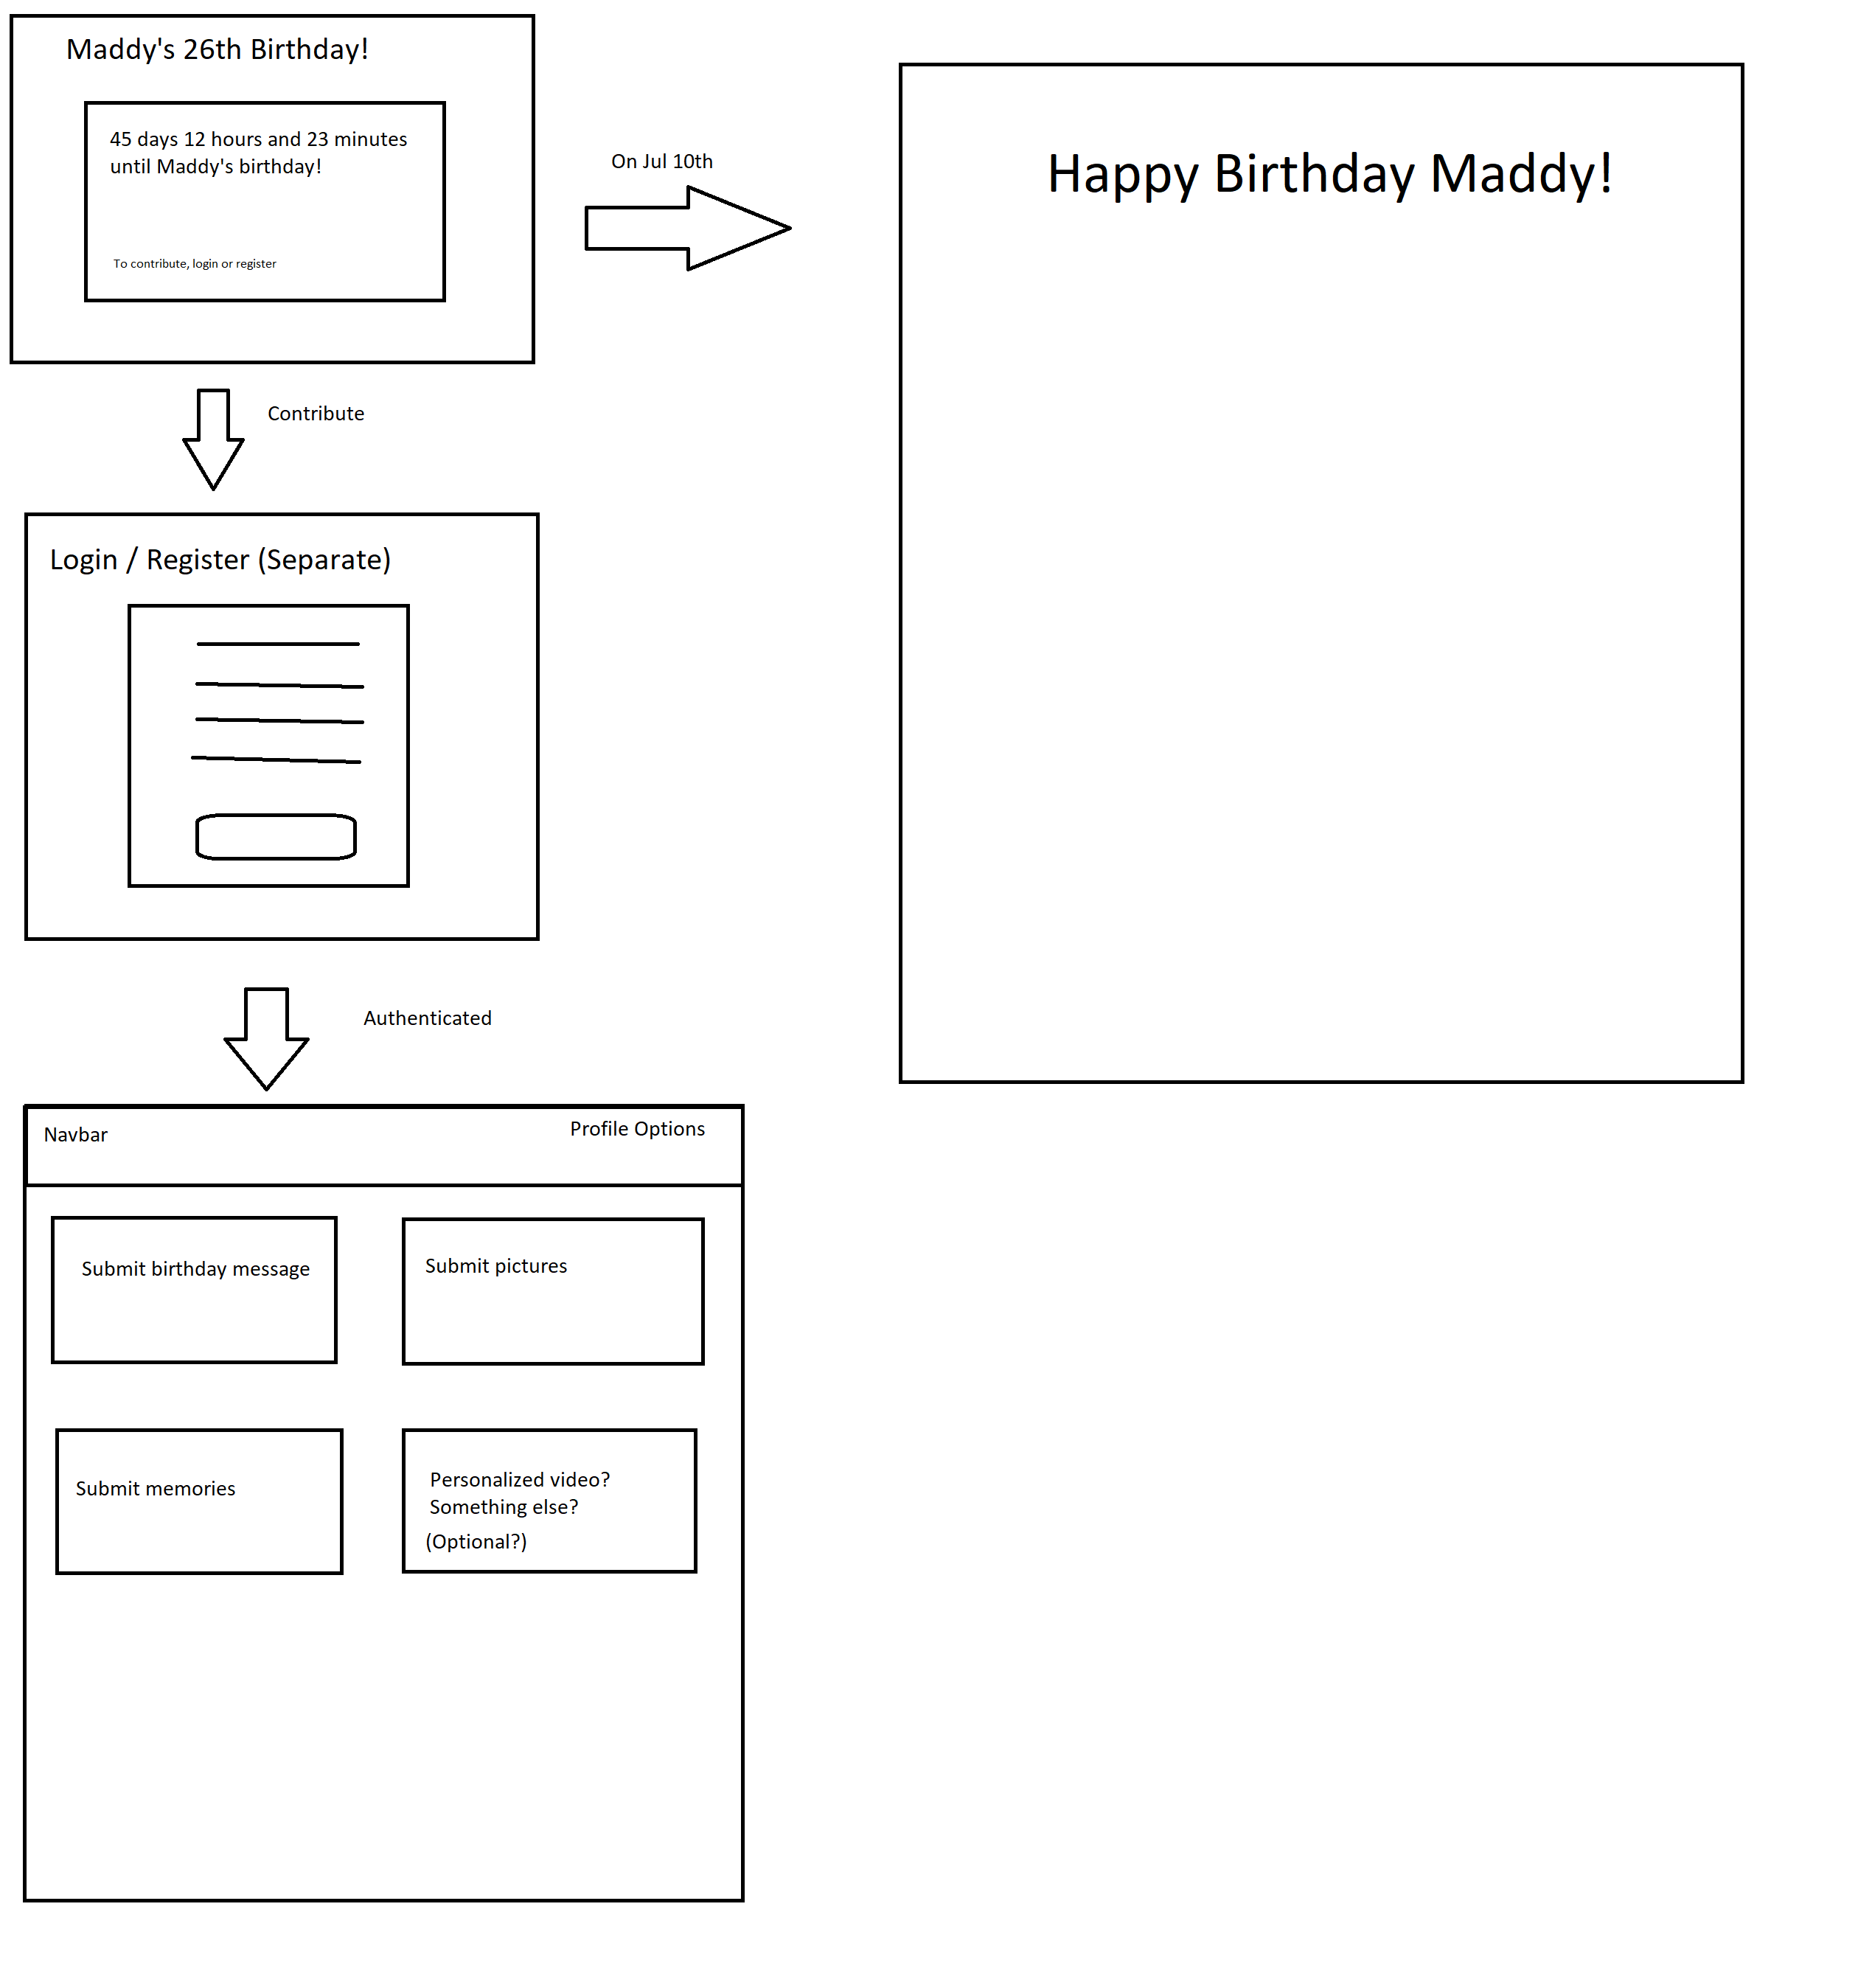 Maddy's 26th Birthday!
45 days 12 hours and 23 minutes
until Maddy's birthday!
To contribute, login or register
On Jul 10th
Happy Birthday Maddy!
Contribute
Login / Register (Separate)
Authenticated
Navbar
Profile Options
Submit birthday message
Submit pictures
Submit memories
Personalized video?
Something else?
(Optional?)